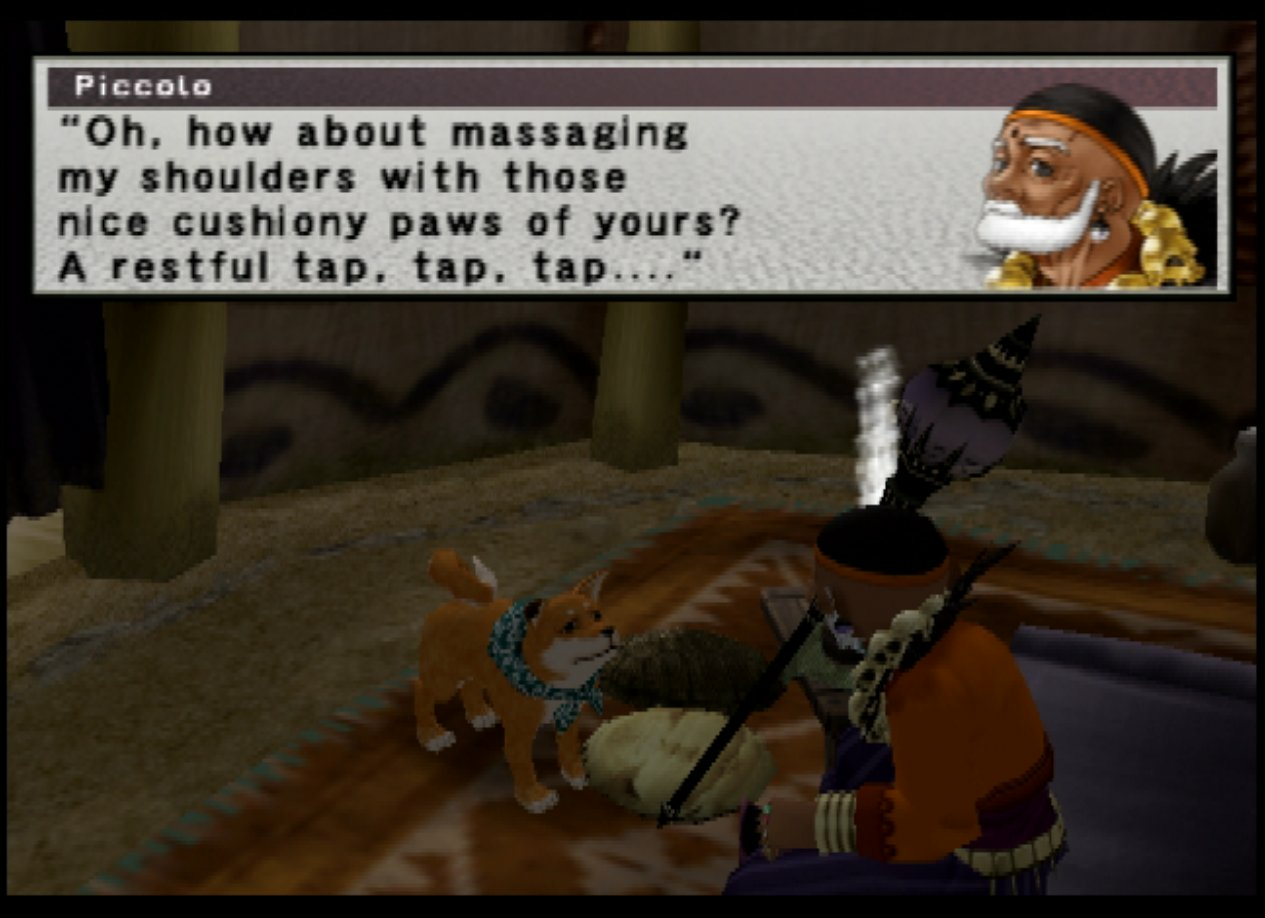 Piccolo
“Oh, how about massaging
my shoulders with those
nice cushiony paws of yours?
A restful tap, tap, tap....“